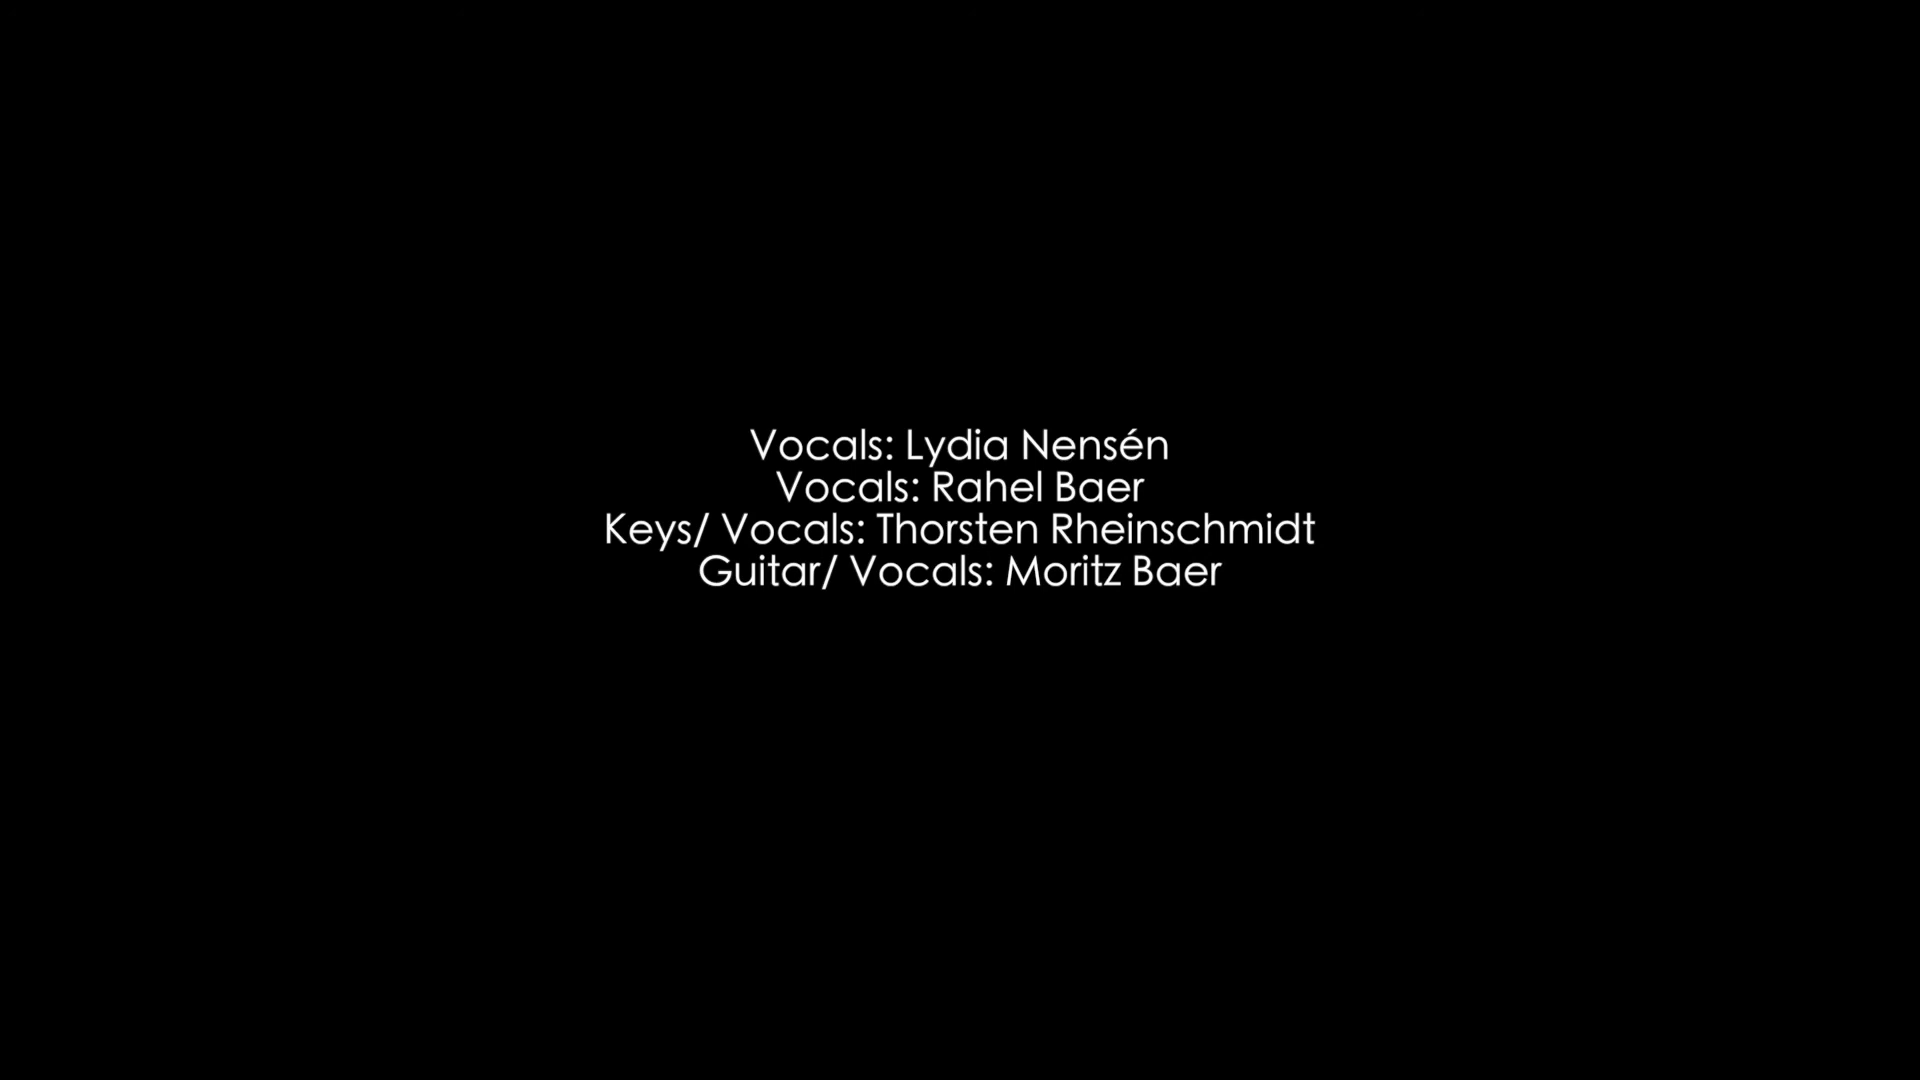 Vocals: Lydia Nensén
Vocals: Rahel Baer
Keys/ Vocals: Thorsten Rheinschmidt
Guitar/ Vocals: Moritz Baer